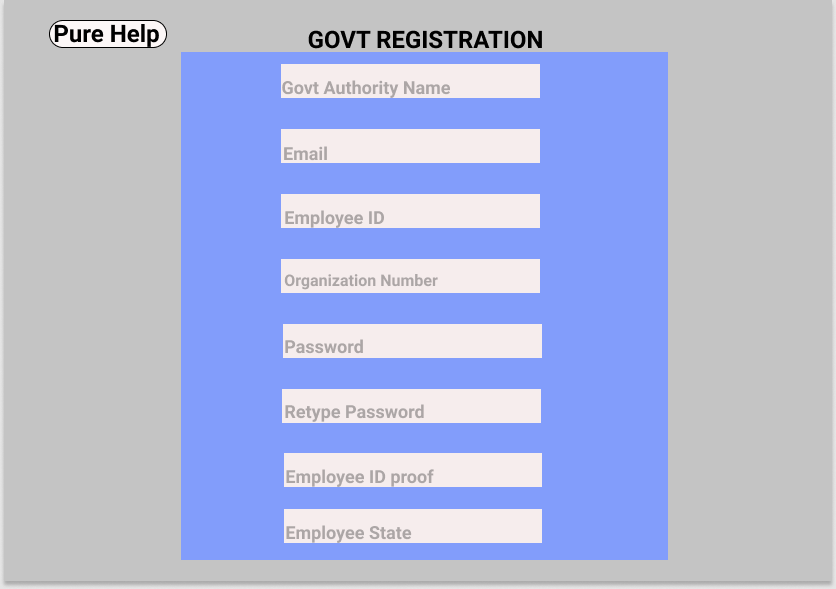 Pure Help
GOVT REGISTRATION
Govt Authority Name
Email
Employee ID
Organization Number
Password
Retype Password
Employee ID proof
Employee State